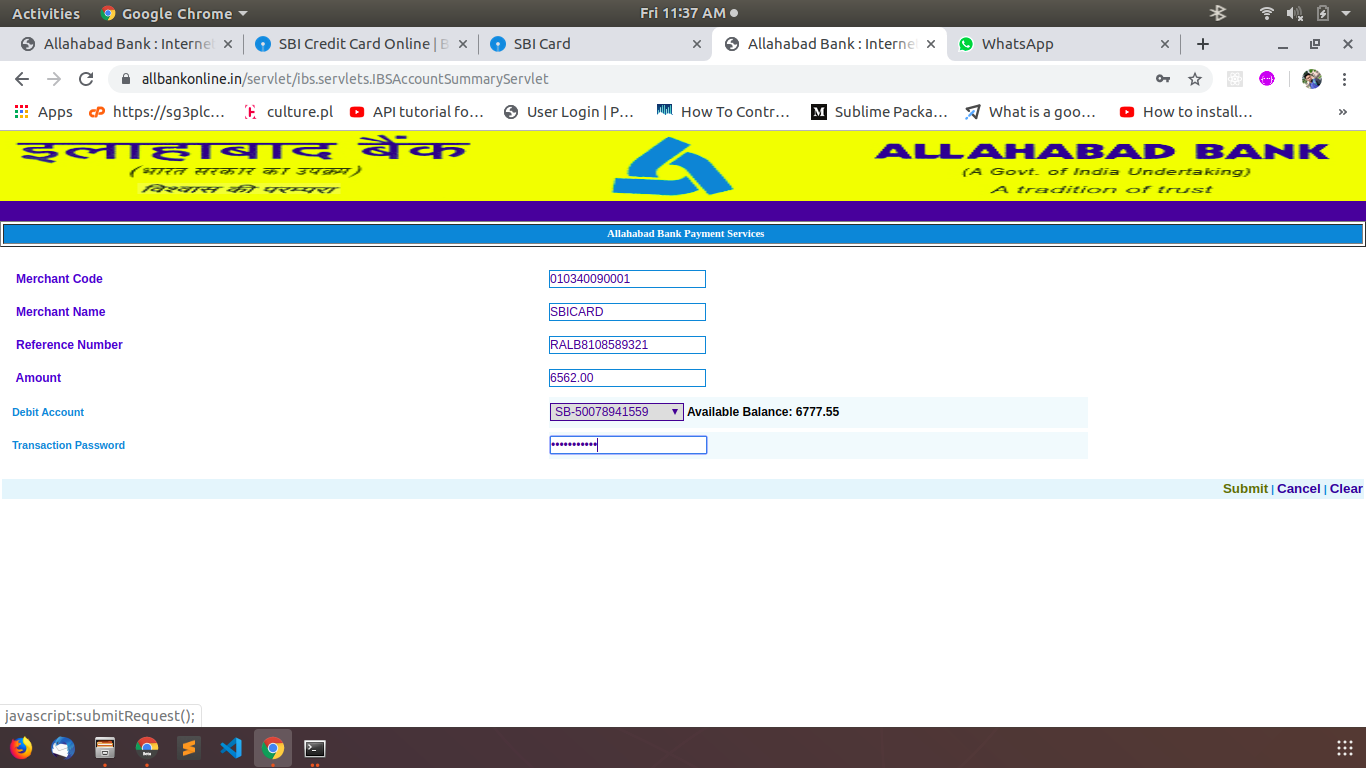 Activities Google Chrome Fri 11:37 AM
Allahabad Bank : Interne SBI Credit Card Online | B SBI Card Allahabad Bank : Interne WhatsApp
allbankonline.in/servlet/ibs.servlets.IBSAccountSummaryServlet
Apps https://sg3plc... culture.pl API tutorial fo... User Login | P... How To Contr... Sublime Packa... What is a goo... How to install... »
इलाहाबाद बैंक ALLAHABAD BANK
(भारत सरकार का उपक्रम) (A Govt. of India Undertaking)
विश्वास की परम्परा A tradition of trust
Allahabad Bank Payment Services
Merchant Code 010340090001
Merchant Name SBICARD
Reference Number RALB8108589321
Amount 6562.00
Debit Account SB-50078941559 Available Balance: 6777.55
Transaction Password •••••••••••
Submit | Cancel | Clear
javascript:submitRequest();